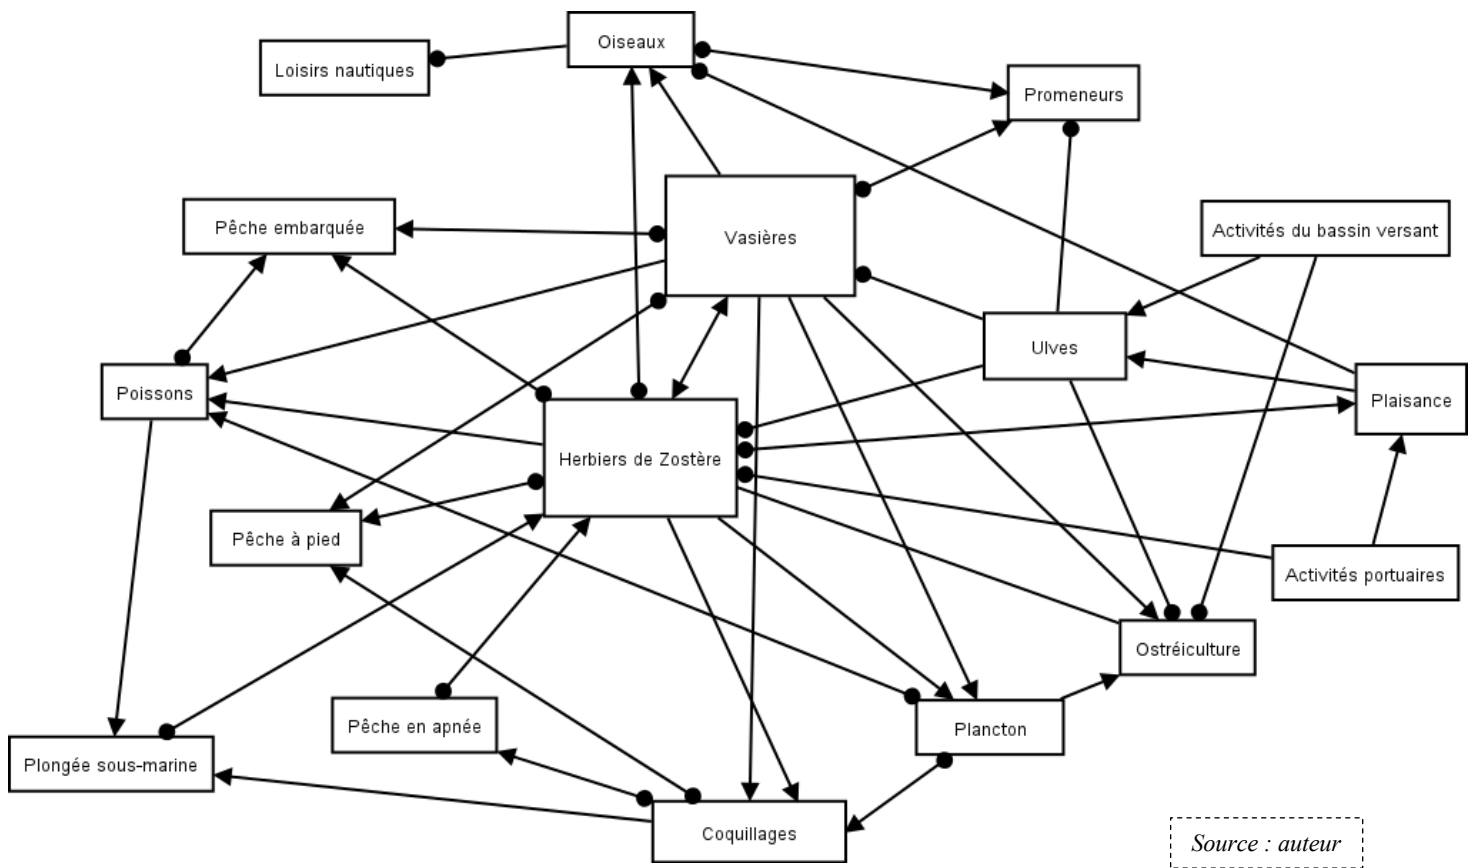 Oiseaux
Loisirs nautiques
Promeneurs
Pêche embarquée
Vasières
Activités du bassin versant
Ulves
Poissons
Plaisance
Herbiers de Zostère
Pêche à pied
Activités portuaires
Ostréiculture
Pêche en apnée
Plancton
Plongée sous-marine
Coquillages
Source : auteur